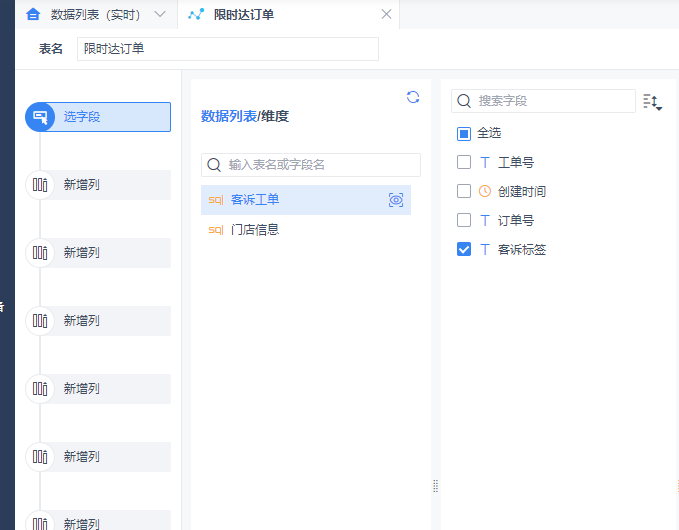 数据列表（实时）
限时达订单
表名
限时达订单
选字段
新增列
新增列
新增列
新增列
新增列
新增列
数据列表/维度
输入表名或字段名
sql 客诉工单
sql 门店信息
搜索字段
全选
T 工单号
创建时间
T 订单号
T 客诉标签